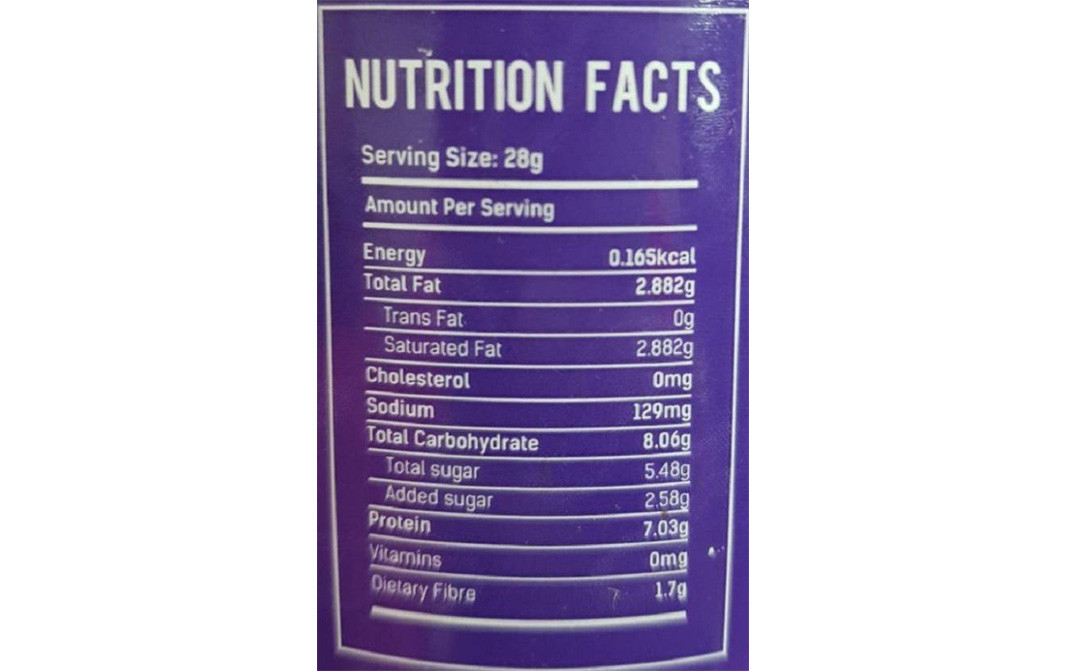 NUTRITION FACTS
Serving Size: 28g
Amount Per Serving
Energy 0.165kcal
Total Fat 2.882g
Trans Fat 0g
Saturated Fat 2.882g
Cholesterol 0mg
Sodium 129mg
Total Carbohydrate 8.06g
Total sugar 5.48g
Added sugar 2.58g
Protein 7.03g
Vitamins 0mg
Dietary Fibre 1.7g